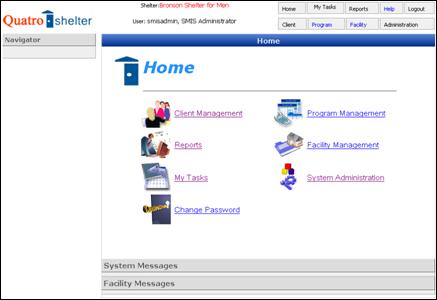 Shelter:Bronson Shelter for Men
Home My Tasks Reports Help Logout
Quatro shelter
User: smisadmin, SMIS Administrator
Client Program Facility Administration
Navigator
Home
Home
Client Management
Program Management
Reports
Facility Management
My Tasks
System Administration
Change Password
System Messages
Facility Messages